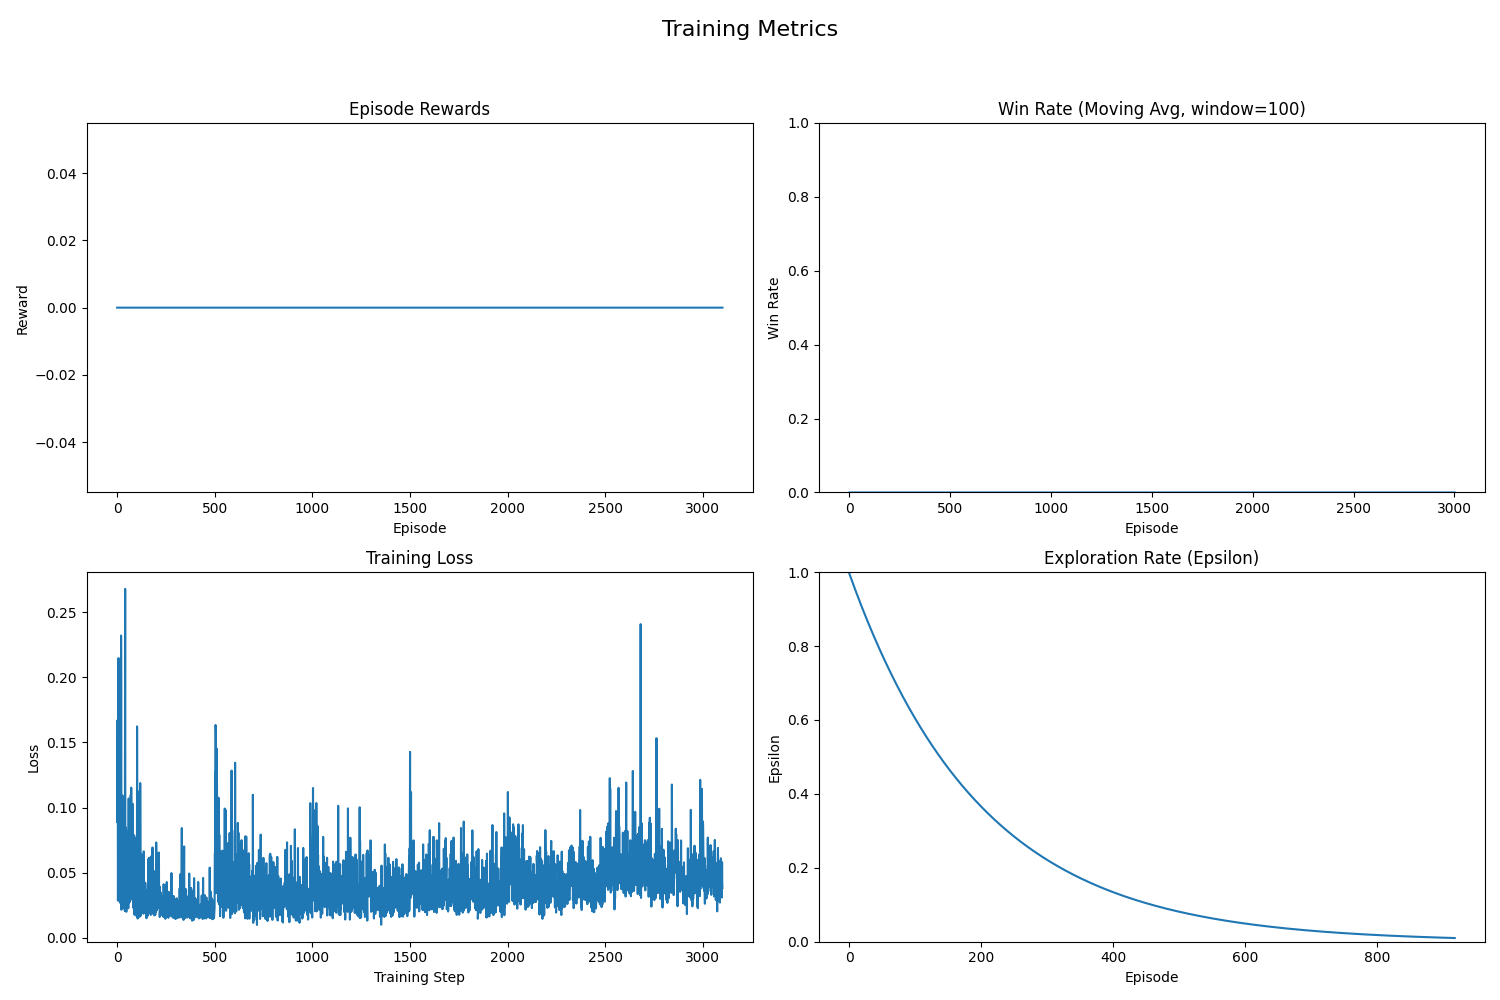 Training Metrics
Episode Rewards
0.04
0.02
0.00
−0.02
−0.04
Reward
0 500 1000 1500 2000 2500 3000
Episode
Win Rate (Moving Avg, window=100)
1.0
0.8
0.6
0.4
0.2
0.0
Win Rate
0 500 1000 1500 2000 2500 3000
Episode
Training Loss
0.25
0.20
0.15
0.10
0.05
0.00
Loss
0 500 1000 1500 2000 2500 3000
Training Step
Exploration Rate (Epsilon)
1.0
0.8
0.6
0.4
0.2
0.0
Epsilon
0 200 400 600 800
Episode